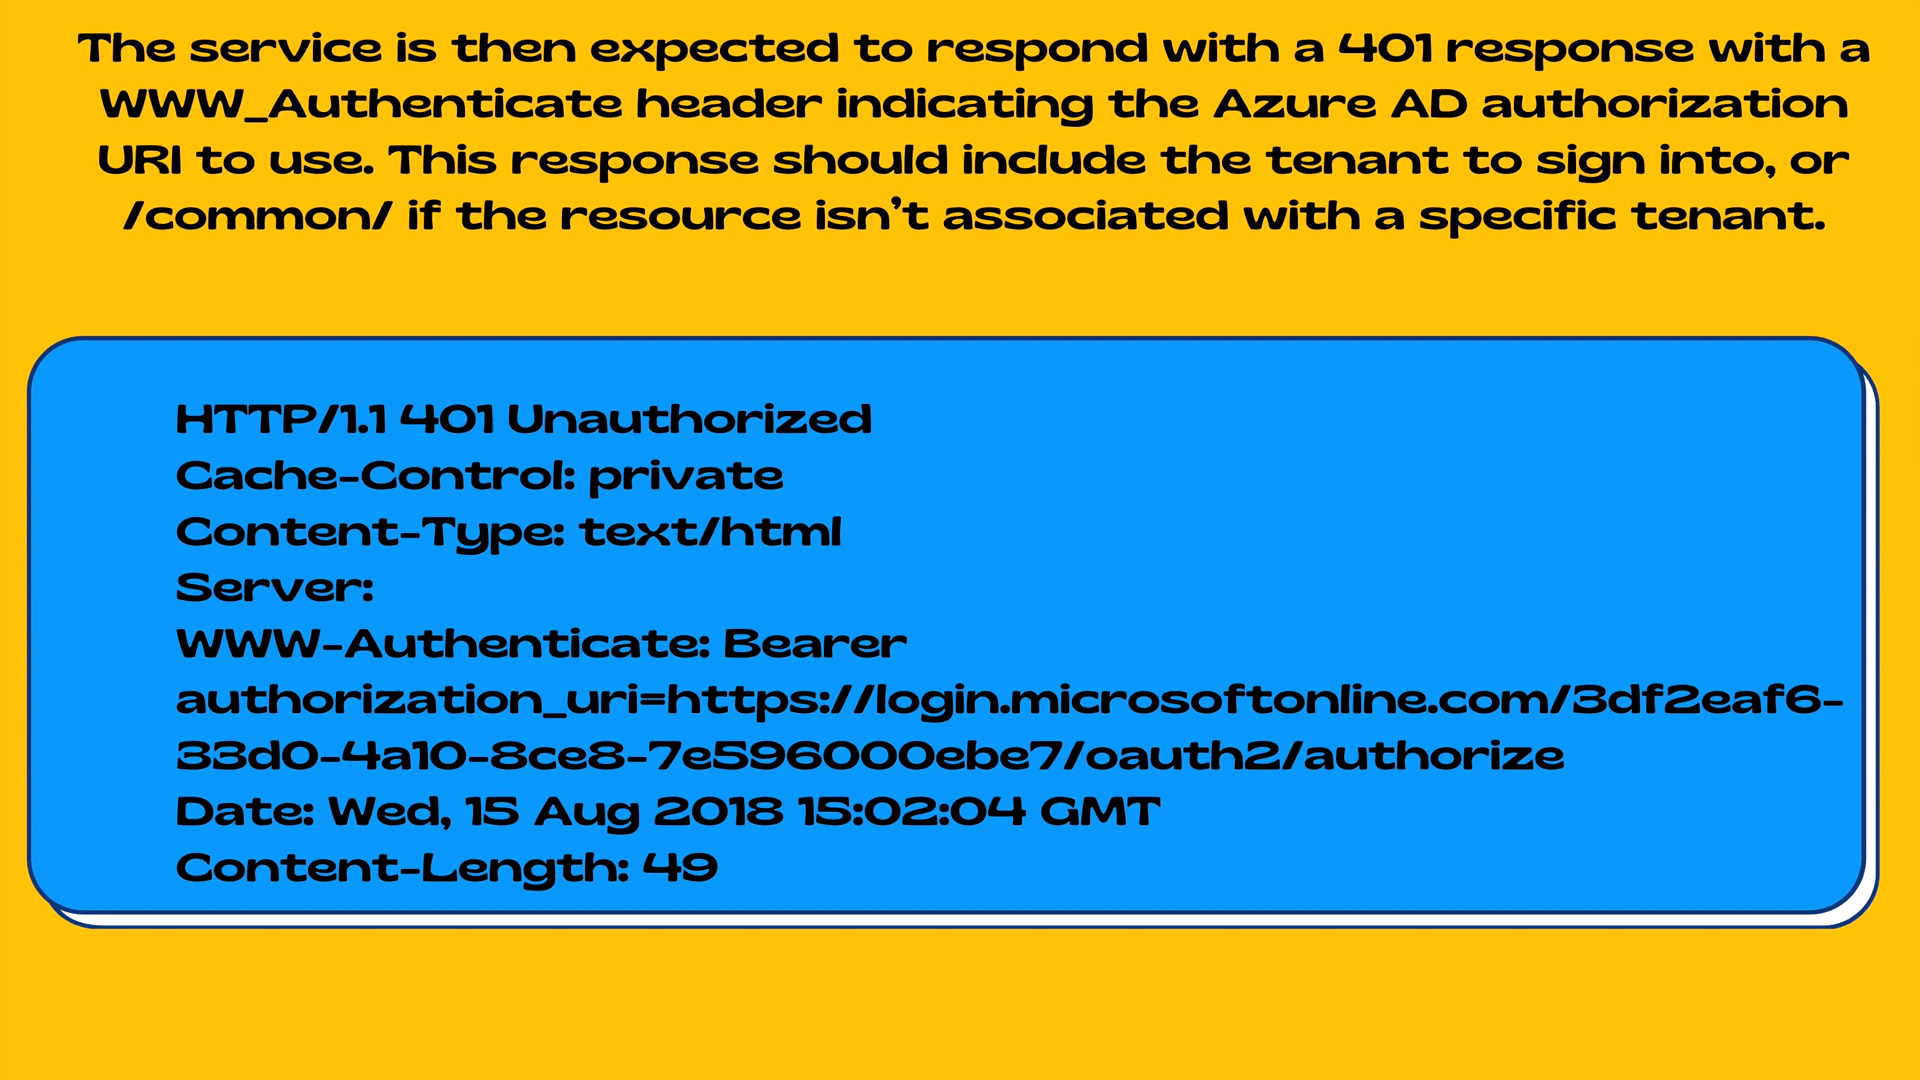 The service is then expected to respond with a 401 response with a
WWW_Authenticate header indicating the Azure AD authorization
URI to use. This response should include the tenant to sign into, or
/common/ if the resource isn’t associated with a specific tenant.
HTTP/1.1 401 Unauthorized
Cache-Control: private
Content-Type: text/html
Server:
WWW-Authenticate: Bearer
authorization_uri=https://login.microsoftonline.com/3df2eaf6-
33d0-4a10-8ce8-7e596000ebe7/oauth2/authorize
Date: Wed, 15 Aug 2018 15:02:04 GMT
Content-Length: 49